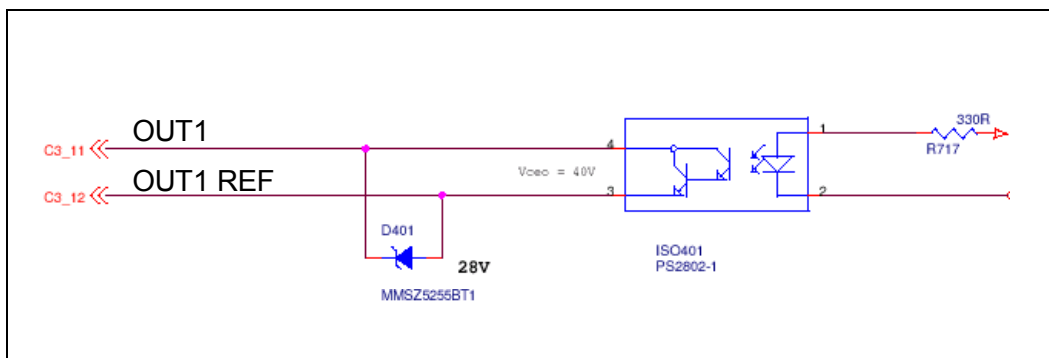 OUT1
C3_11
4
1
330R
R717
Vceo = 40V
OUT1 REF
C3_12
3
2
D401
28V
MMSZ5255BT1
ISO401
PS2802-1